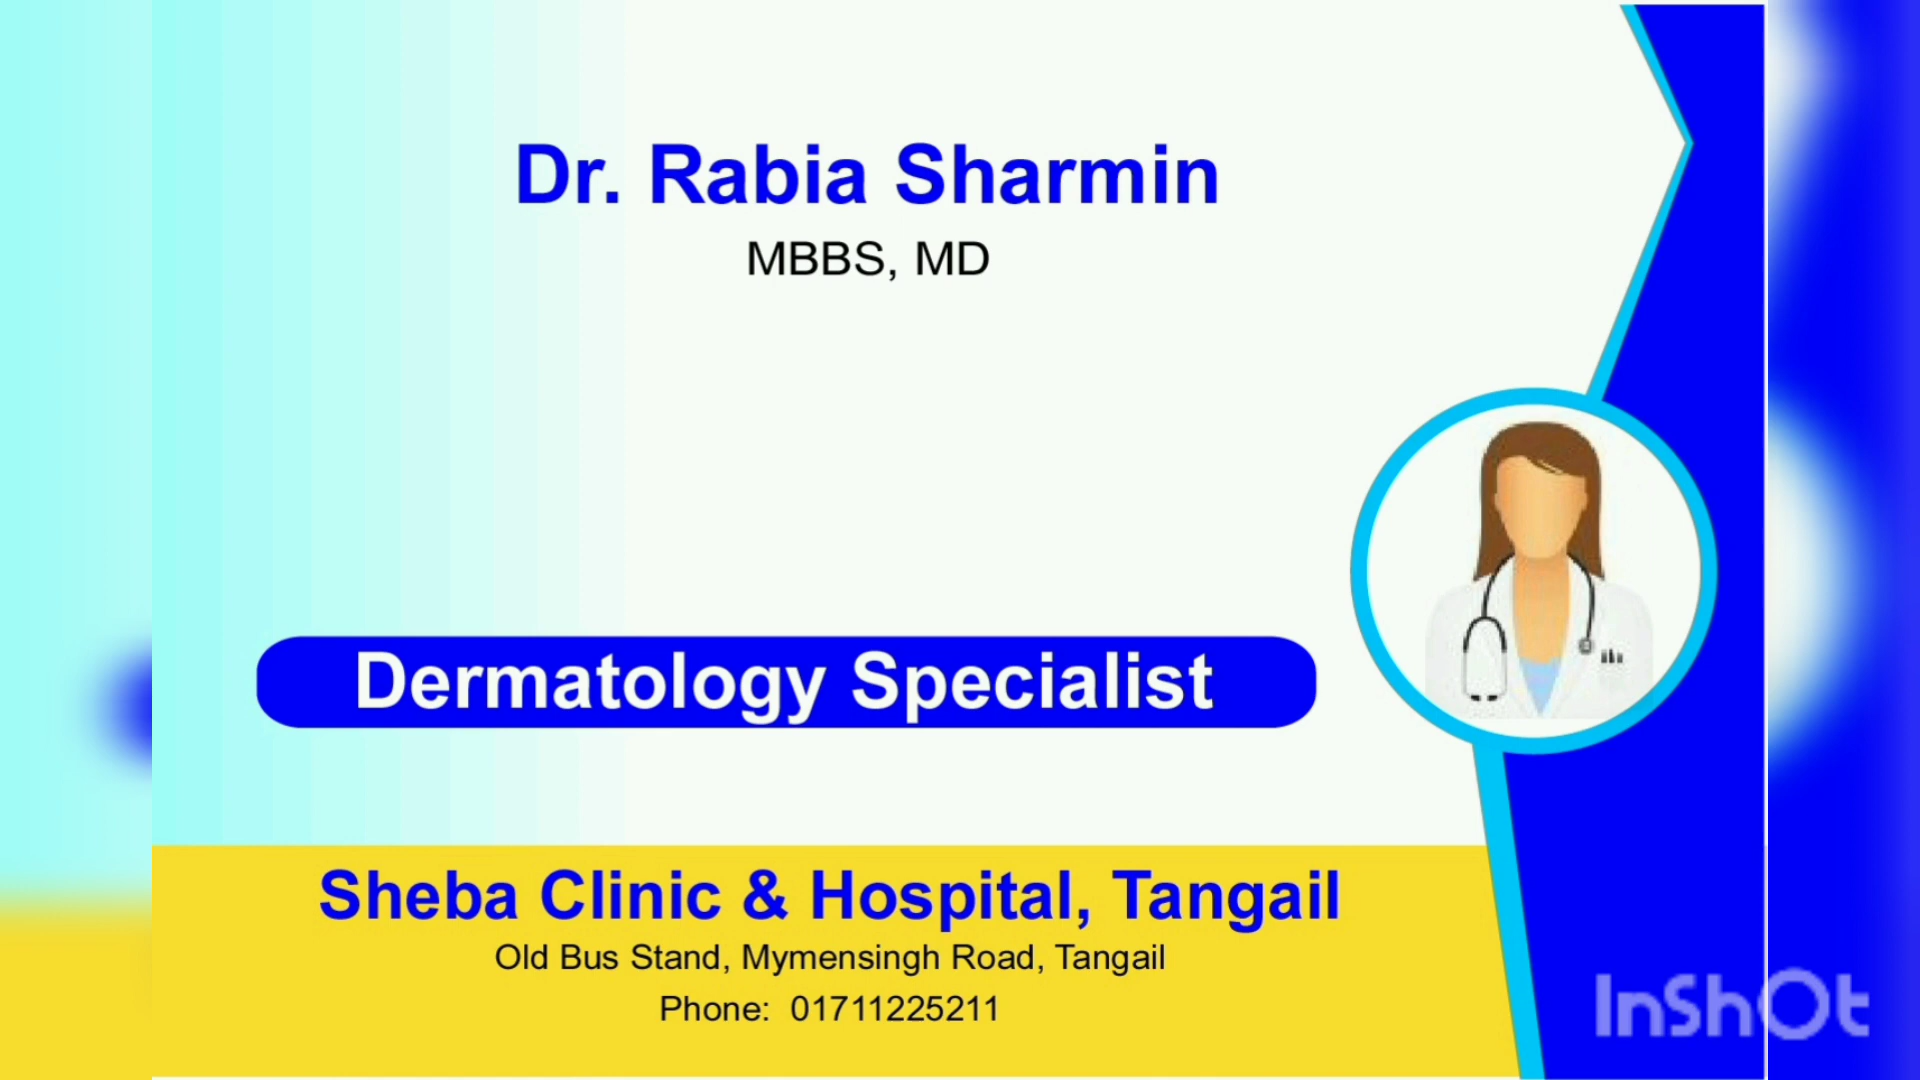 Dr. Rabia Sharmin
MBBS, MD
Dermatology Specialist
Sheba Clinic & Hospital, Tangail
Old Bus Stand, Mymensingh Road, Tangail
Phone: 01711225211
InShOt